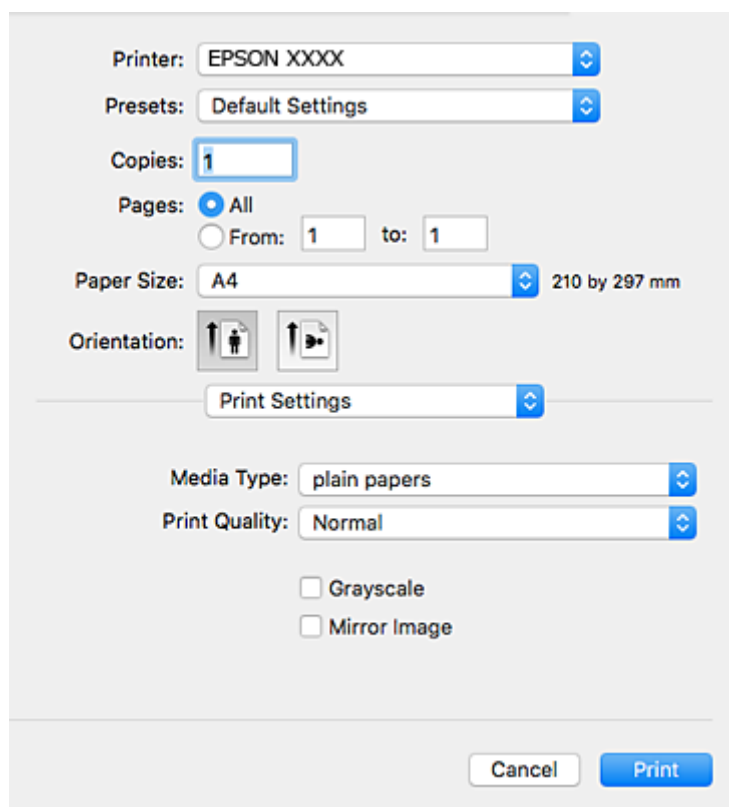 Printer: EPSON XXXX
Presets: Default Settings
Copies: 1
Pages: All
From: 1 to: 1
Paper Size: A4 210 by 297 mm
Orientation:
Print Settings
Media Type: plain papers
Print Quality: Normal
Grayscale
Mirror Image
Cancel Print